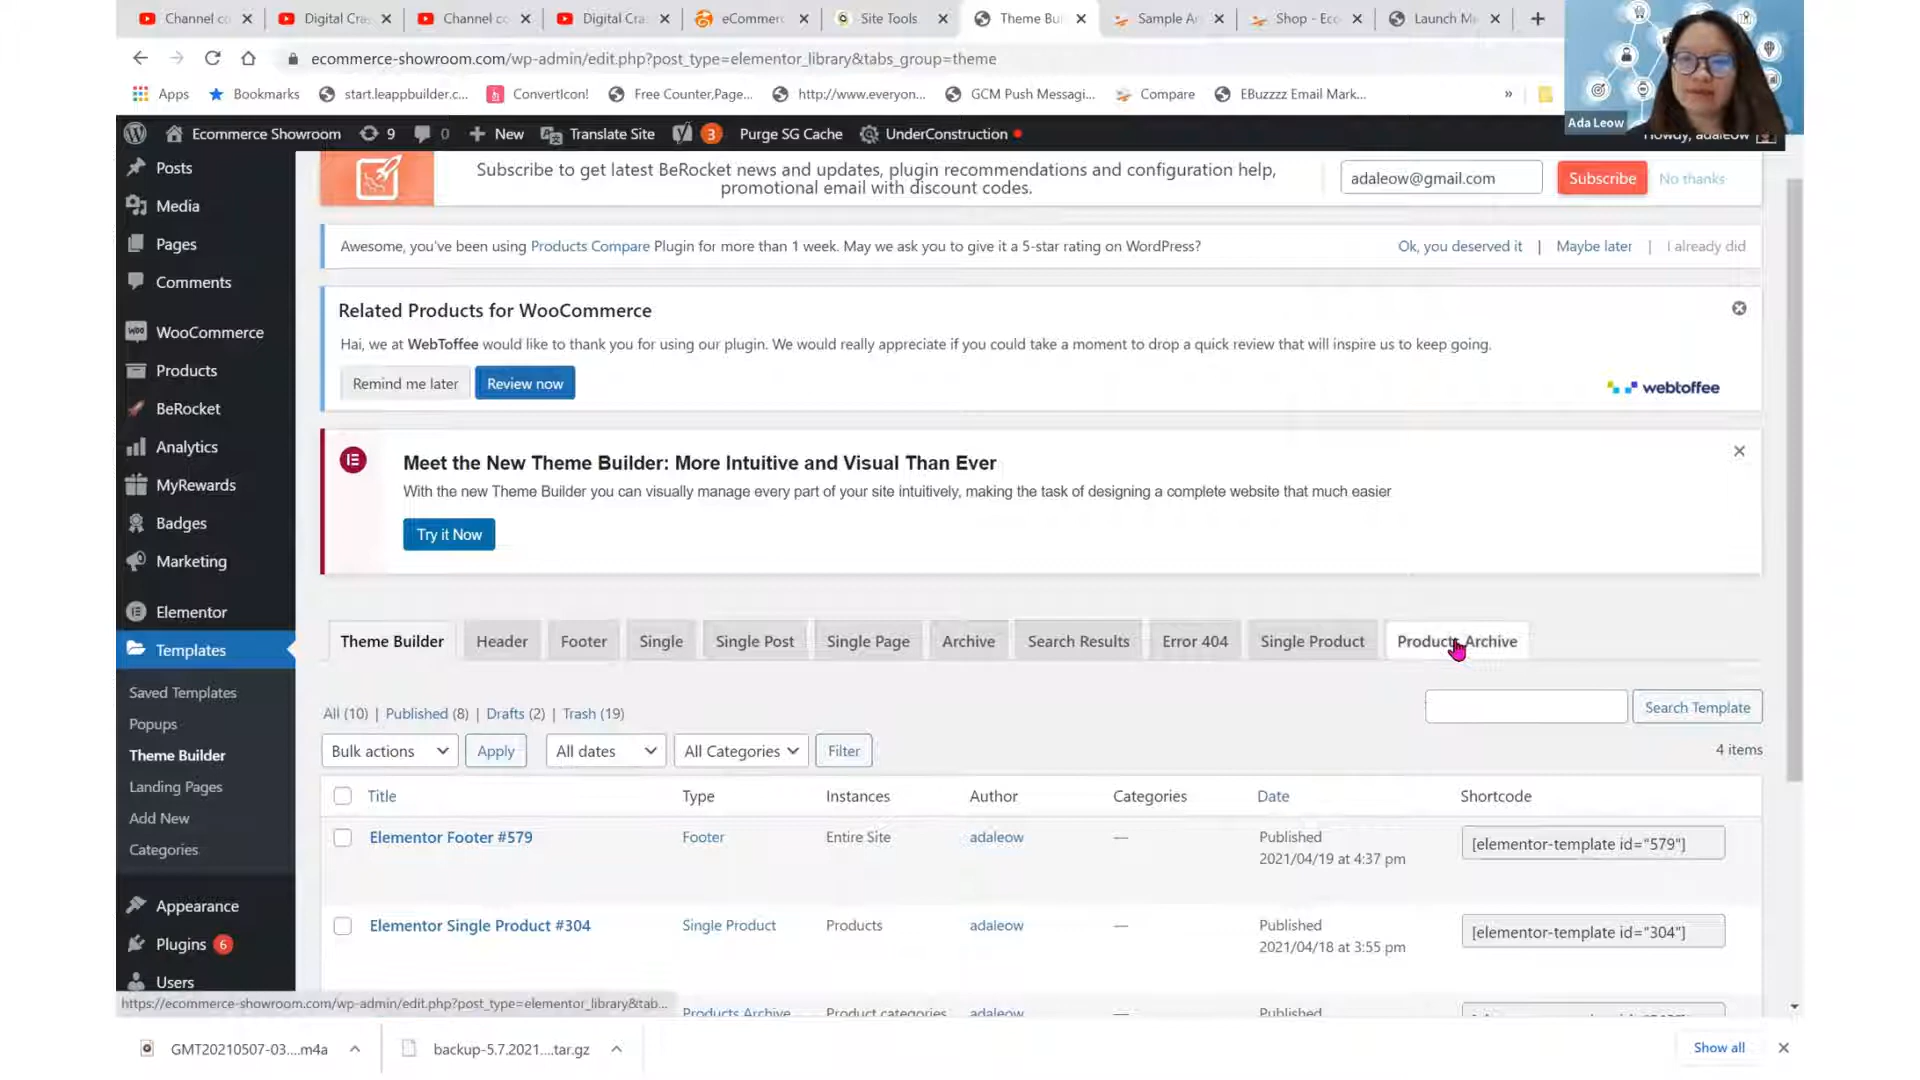 Channel co
Digital Cra
Channel co
Digital Cra
eCommerc
Site Tools
Theme Bui
Sample Ar
Shop - Eco
Launch M
ecommerce-showroom.com/wp-admin/edit.php?post_type=elementor_library&tabs_group=theme
Apps
Bookmarks
start.leappbuilder.c...
ConvertIcon!
Free Counter,Page...
http://www.everyon...
GCM Push Messagi...
Compare
EBuzzzz Email Mark...
»
Ada Leow
Ecommerce Showroom
9
0
New
Translate Site
3
Purge SG Cache
UnderConstruction
Howdy, adaleow
Posts
Media
Pages
Comments
WooCommerce
Products
BeRocket
Analytics
MyRewards
Badges
Marketing
Elementor
Templates
Saved Templates
Popups
Theme Builder
Landing Pages
Add New
Categories
Appearance
Plugins 6
Users
Subscribe to get latest BeRocket news and updates, plugin recommendations and configuration help,
promotional email with discount codes.
adaleow@gmail.com
Subscribe
No thanks
Awesome, you've been using Products Compare Plugin for more than 1 week. May we ask you to give it a 5-star rating on WordPress?
Ok, you deserved it | Maybe later | I already did
Related Products for WooCommerce
Hai, we at WebToffee would like to thank you for using our plugin. We would really appreciate if you could take a moment to drop a quick review that will inspire us to keep going.
Remind me later
Review now
webtoffee
Meet the New Theme Builder: More Intuitive and Visual Than Ever
With the new Theme Builder you can visually manage every part of your site intuitively, making the task of designing a complete website that much easier
Try it Now
Theme Builder
Header
Footer
Single
Single Post
Single Page
Archive
Search Results
Error 404
Single Product
Products Archive
All (10) | Published (8) | Drafts (2) | Trash (19)
Search Template
Bulk actions
Apply
All dates
All Categories
Filter
4 items
Title
Type
Instances
Author
Categories
Date
Shortcode
Elementor Footer #579
Footer
Entire Site
adaleow
—
Published
2021/04/19 at 4:37 pm
[elementor-template id="579"]
Elementor Single Product #304
Single Product
Products
adaleow
—
Published
2021/04/18 at 3:55 pm
[elementor-template id="304"]
Products Archive
Product categories
adaleow
—
Published
https://ecommerce-showroom.com/wp-admin/edit.php?post_type=elementor_library&tab...
GMT20210507-03....m4a
backup-5.7.2021....tar.gz
Show all